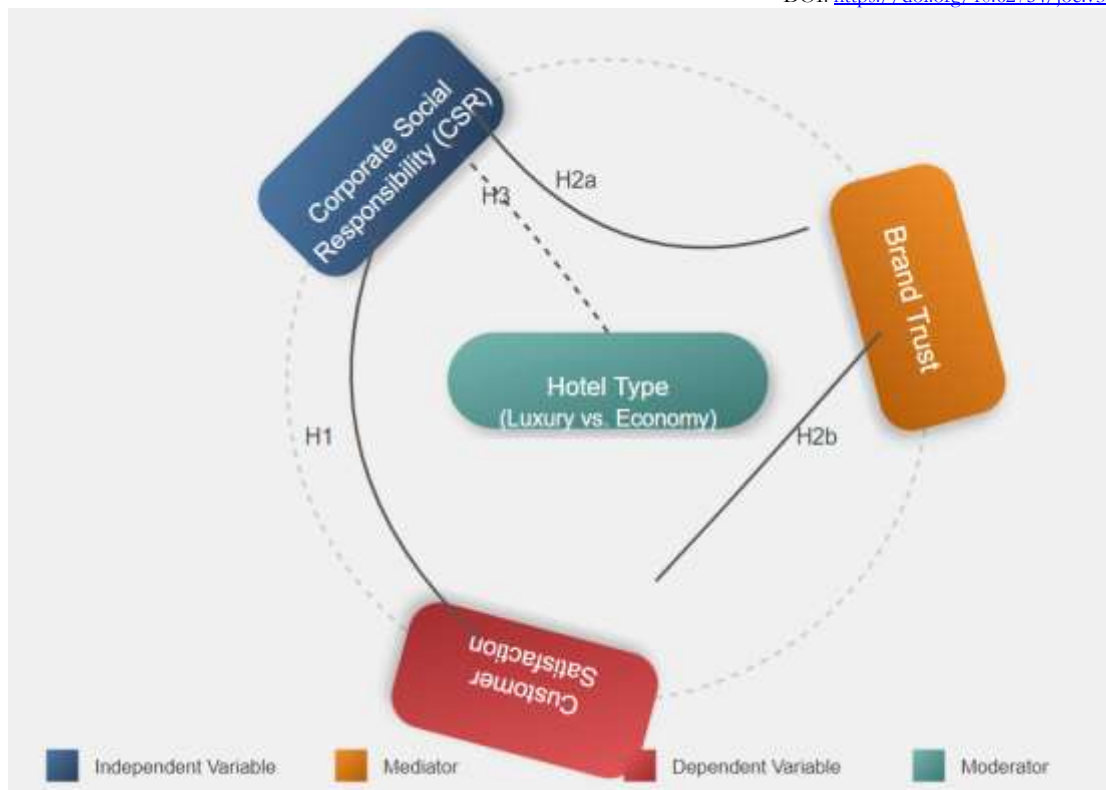 Corporate Social
Responsibility (CSR)
H2a
H3
Brand Trust
Hotel Type
(Luxury vs. Economy)
H1
H2b
Customer
Satisfaction
Independent Variable
Mediator
Dependent Variable
Moderator